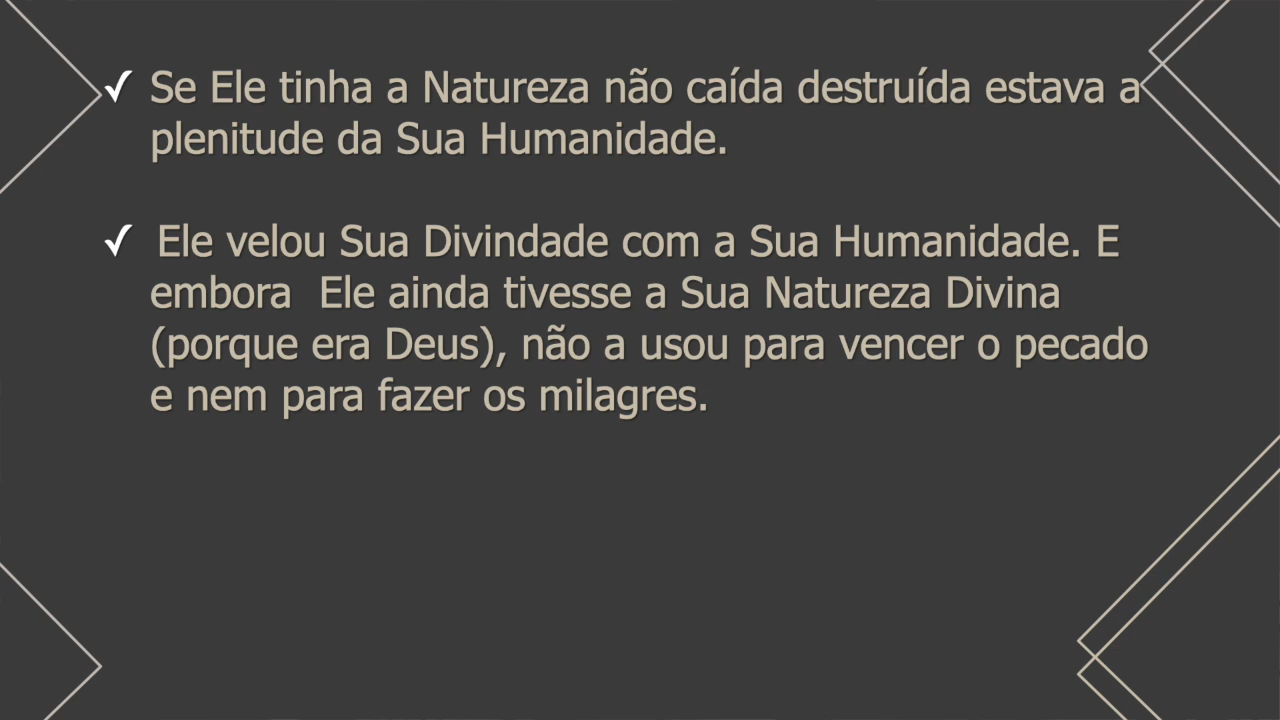 ✓ Se Ele tinha a Natureza não caída destruída estava a
plenitude da Sua Humanidade.
✓ Ele velou Sua Divindade com a Sua Humanidade. E
embora  Ele ainda tivesse a Sua Natureza Divina
(porque era Deus), não a usou para vencer o pecado
e nem para fazer os milagres.